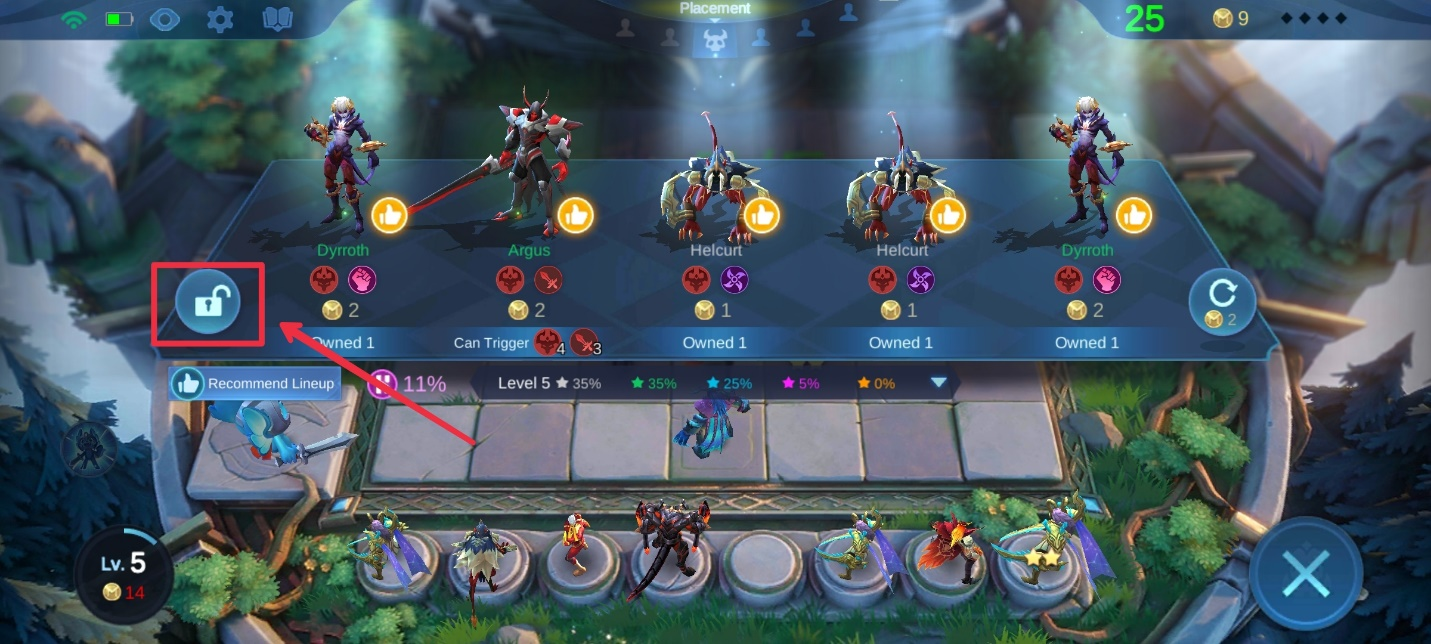 Placement
25
9
Dyrroth
Argus
Helcurt
Helcurt
Dyrroth
2
2
1
1
2
2
Owned 1
Can Trigger 4 3
Owned 1
Owned 1
Owned 1
Recommend Lineup
11%
Level 5 35% 35% 25% 5% 0%
Lv. 5
14